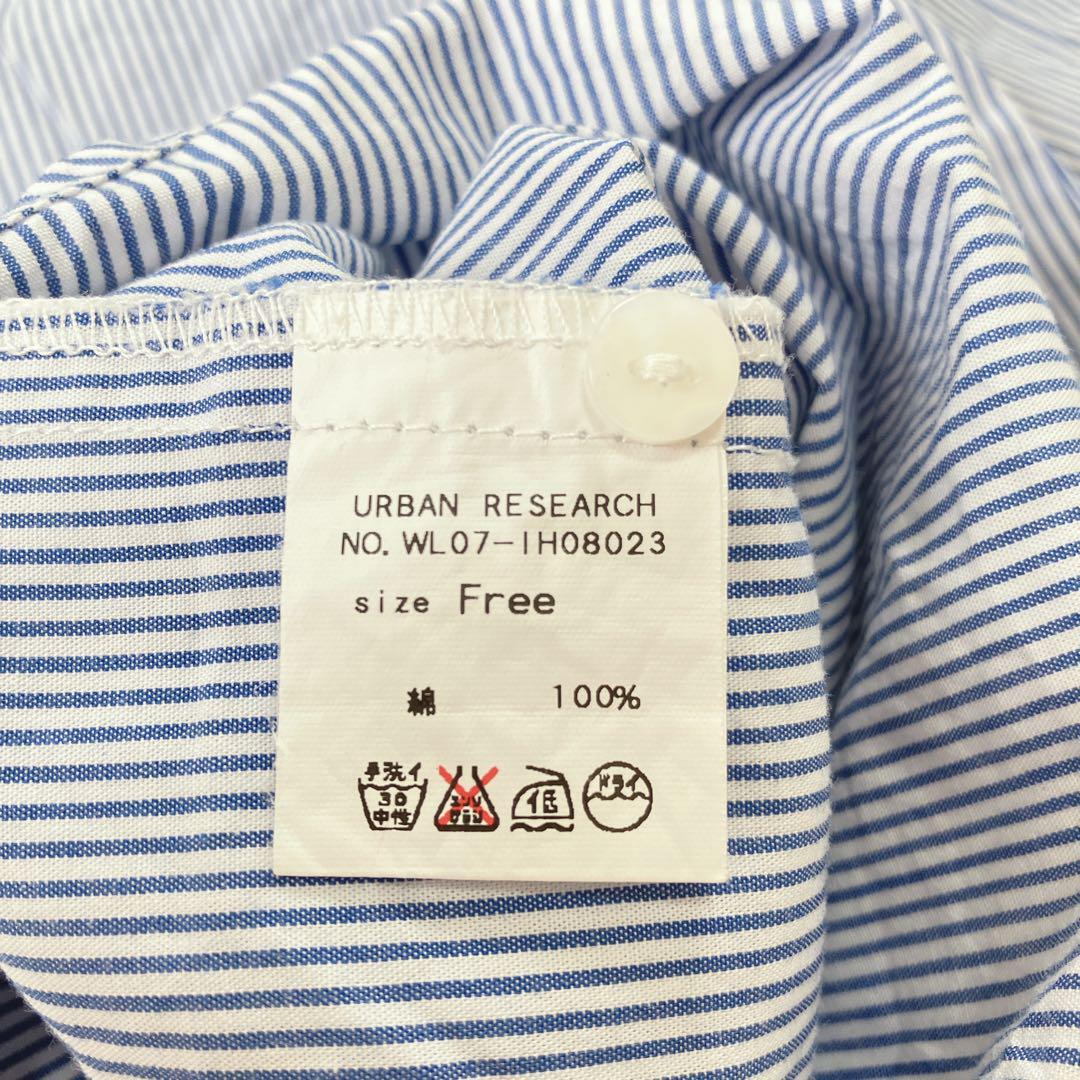 URBAN RESEARCH
NO. WL07-IH08023
size Free
綿 100%
手洗イ 30 中性
エンソ サラシ
低
ドライ